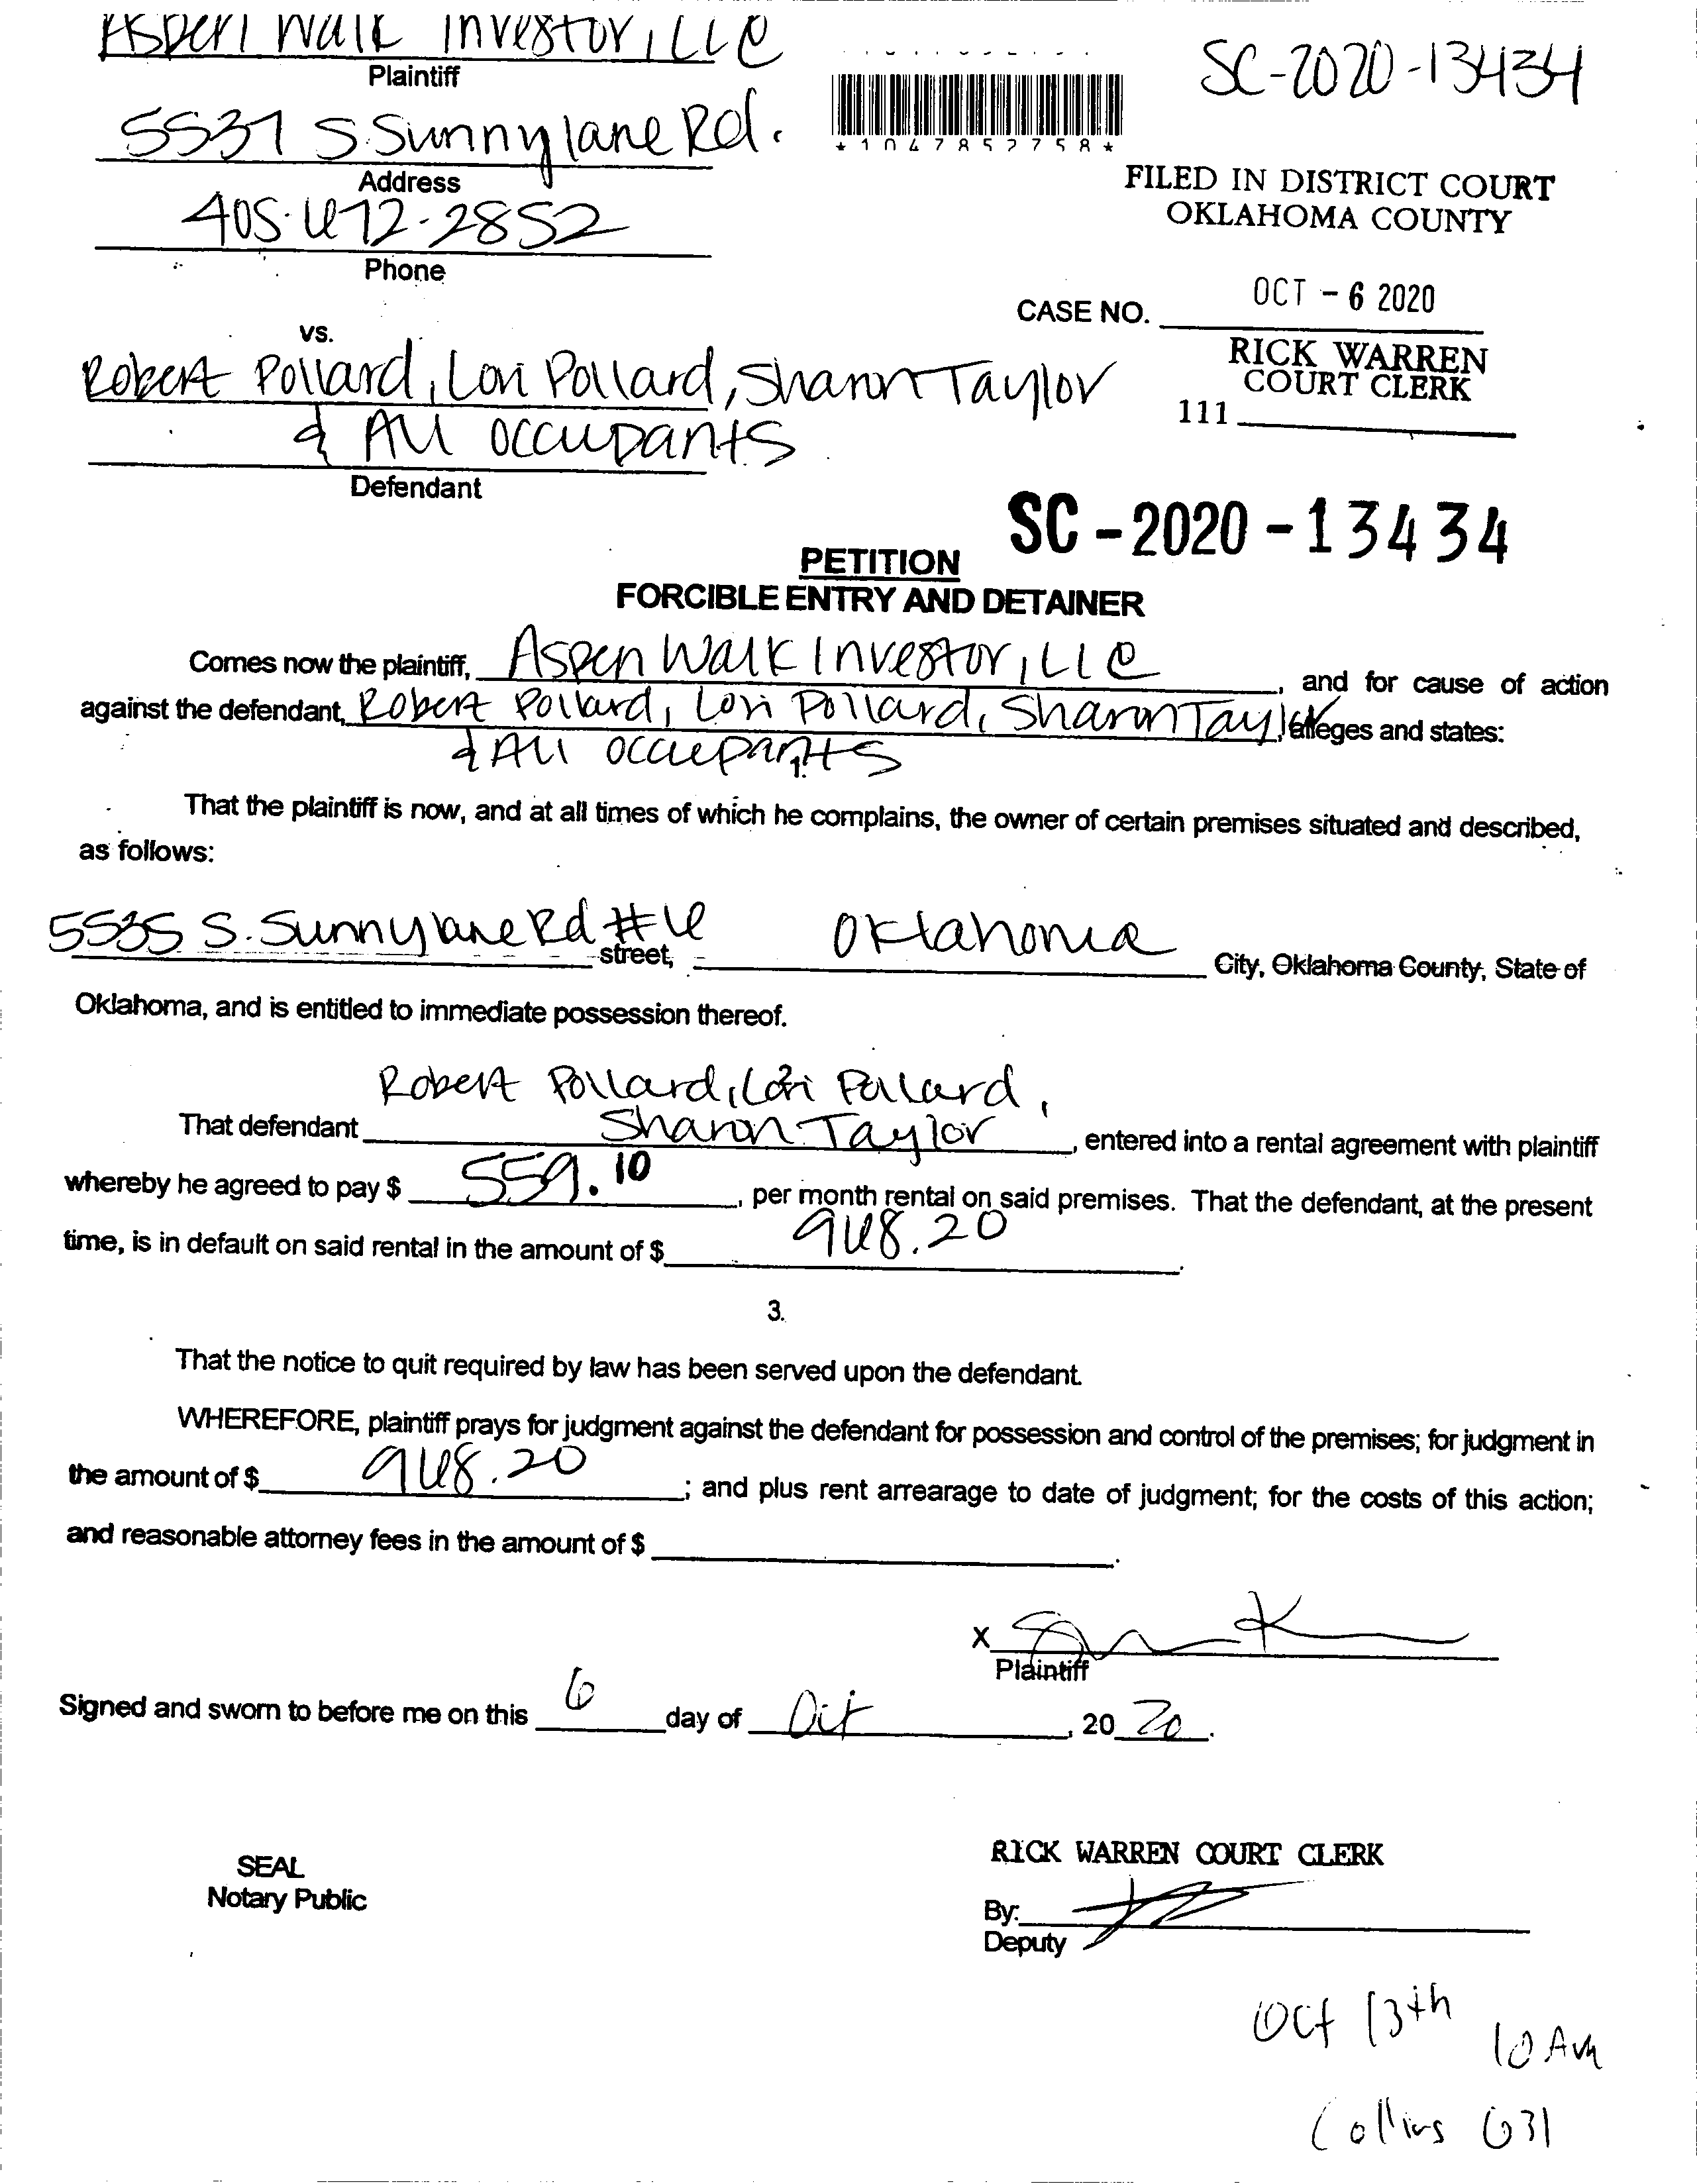 Aspen Walk Investor, LLC
Plaintiff
SC-2020-13434
5537 S. Sunnylane Rd.
*1047852758*
Address
FILED IN DISTRICT COURT
OKLAHOMA COUNTY
405-672-2852
Phone
OCT - 6 2020
CASE NO.
vs.
RICK WARREN
COURT CLERK
Robert Pollard, Lori Pollard, Sharon Taylor
111
& All occupants
Defendant
SC-2020-13434
PETITION
FORCIBLE ENTRY AND DETAINER
Comes now the plaintiff, Aspen Walk Investor, LLC, and for cause of action
against the defendant, Robert Pollard, Lori Pollard, Sharon Taylor alleges and states:
& All occupants
1.
That the plaintiff is now, and at all times of which he complains, the owner of certain premises situated and described,
as follows:
5535 S. Sunnylane Rd #6 street, Oklahoma City, Oklahoma County, State of
Oklahoma, and is entitled to immediate possession thereof.
Robert Pollard, Lori Pollard,
That defendant Sharon Taylor, entered into a rental agreement with plaintiff
whereby he agreed to pay $ 559.10, per month rental on said premises. That the defendant, at the present
time, is in default on said rental in the amount of $ 968.20.
3.
That the notice to quit required by law has been served upon the defendant.
WHEREFORE, plaintiff prays for judgment against the defendant for possession and control of the premises; for judgment in
the amount of $ 968.20; and plus rent arrearage to date of judgment; for the costs of this action;
and reasonable attorney fees in the amount of $
X
Plaintiff
Signed and sworn to before me on this 6 day of Oct, 20 20.
RICK WARREN COURT CLERK
SEAL
Notary Public
By:
Deputy
Oct 13th
10 AM
Collins 631